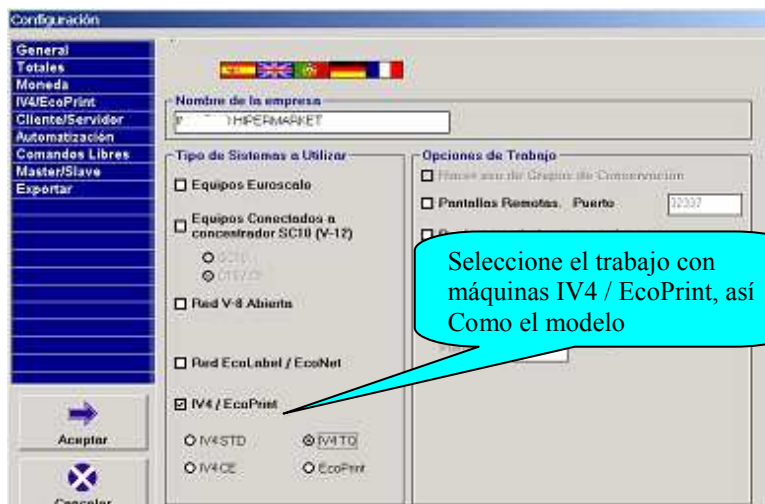 Configuración
General
Totales
Moneda
IV4/EcoPrint
Cliente/Servidor
Automatización
Comandos Libres
Master/Slave
Exportar
Aceptar
Cancelar
Nombre de la empresa
HIPERMARKET
Tipo de Sistemas a Utilizar
Equipos Euroscale
Equipos Conectados a
concentrador SC10 (V-12)
Red V-8 Abierta
Red EcoLabel / EcoNet
IV4 / EcoPrint
IV4 STD
IV4 TQ
IV4 CE
EcoPrint
Opciones de Trabajo
Hacer uso de Grupos de Conservación
Pantallas Remotas. Puerto
Seleccione el trabajo con
máquinas IV4 / EcoPrint, así
Como el modelo